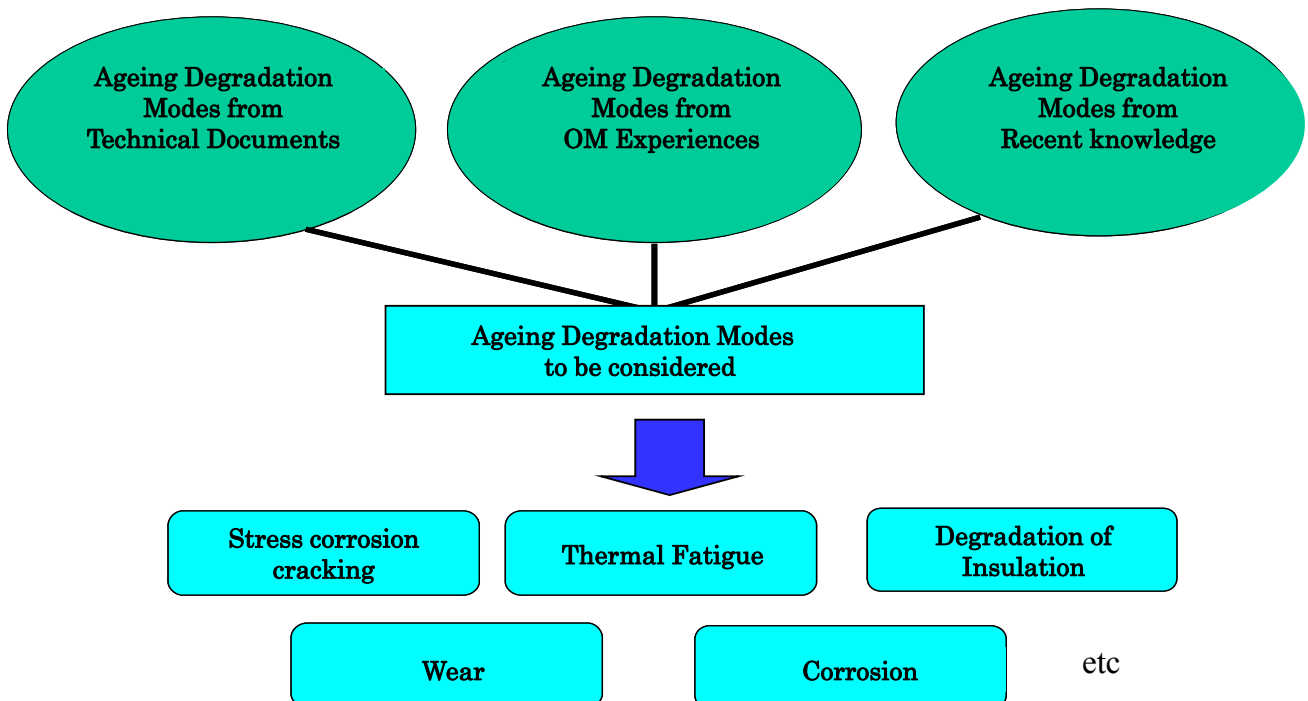 Ageing Degradation
Modes from
Technical Documents
Ageing Degradation
Modes from
OM Experiences
Ageing Degradation
Modes from
Recent knowledge
Ageing Degradation Modes
to be considered
Stress corrosion
cracking
Thermal Fatigue
Degradation of
Insulation
Wear
Corrosion
etc